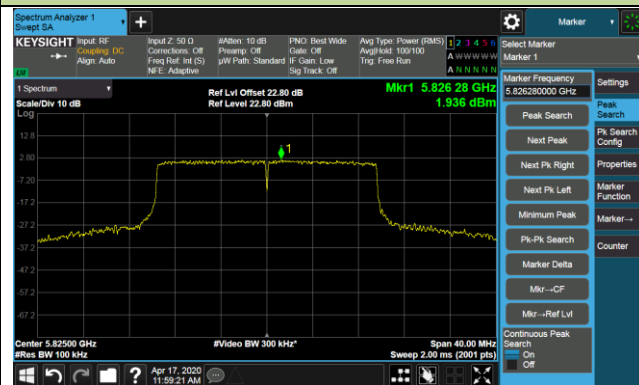 Spectrum Analyzer 1
Swept SA
+
Marker
KEYSIGHT
Input: RF
Coupling: DC
Align: Auto
Input Z: 50 Ω
Corrections: Off
Freq Ref: Int (S)
NFE: Adaptive
#Atten: 10 dB
Preamp: Off
µW Path: Standard
PNO: Best Wide
Gate: Off
IF Gain: Low
Sig Track: Off
Avg Type: Power (RMS)
Avg|Hold: 100/100
Trig: Free Run
1 2 3 4 5 6
A W W W W W
A N N N N N
Select Marker
Marker 1
LXI
1 Spectrum
Scale/Div 10 dB
Log
Ref Lvl Offset 22.80 dB
Ref Level 22.80 dBm
Mkr1 5.826 28 GHz
1.936 dBm
12.8
2.80
-7.20
-17.2
-27.2
-37.2
-47.2
-57.2
-67.2
1
Center 5.82500 GHz
#Res BW 100 kHz
#Video BW 300 kHz*
Span 40.00 MHz
Sweep 2.00 ms (2001 pts)
Marker Frequency
5.826280000 GHz
Peak Search
Next Peak
Next Pk Right
Next Pk Left
Minimum Peak
Pk-Pk Search
Marker Delta
Mkr→CF
Mkr→Ref Lvl
Continuous Peak
Search
On
Off
Settings
Peak
Search
Pk Search
Config
Properties
Marker
Function
Marker→
Counter
?
Apr 17, 2020
11:59:21 AM